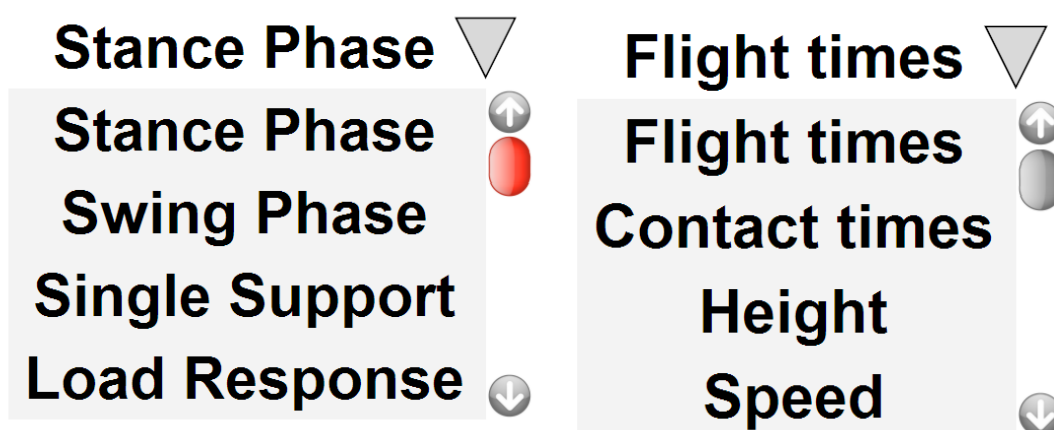 Stance Phase
Stance Phase
Swing Phase
Single Support
Load Response
Flight times
Flight times
Contact times
Height
Speed